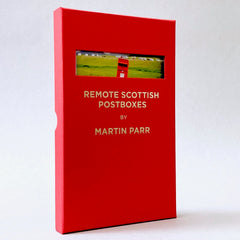 REMOTE SCOTTISH
POSTBOXES
BY
MARTIN PARR